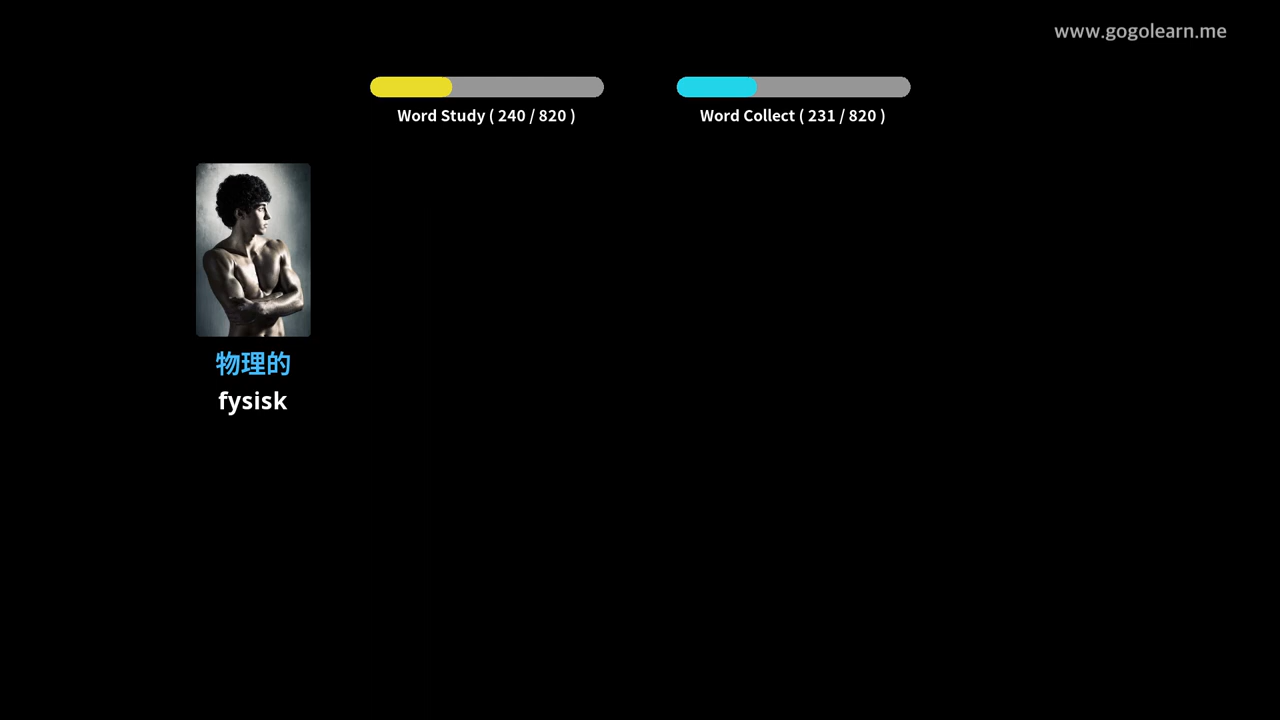 www.gogolearn.me
Word Study ( 240 / 820 )
Word Collect ( 231 / 820 )
物理的
fysisk